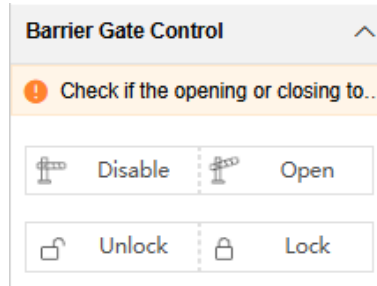 Barrier Gate Control
Check if the opening or closing to..
Disable Open
Unlock Lock